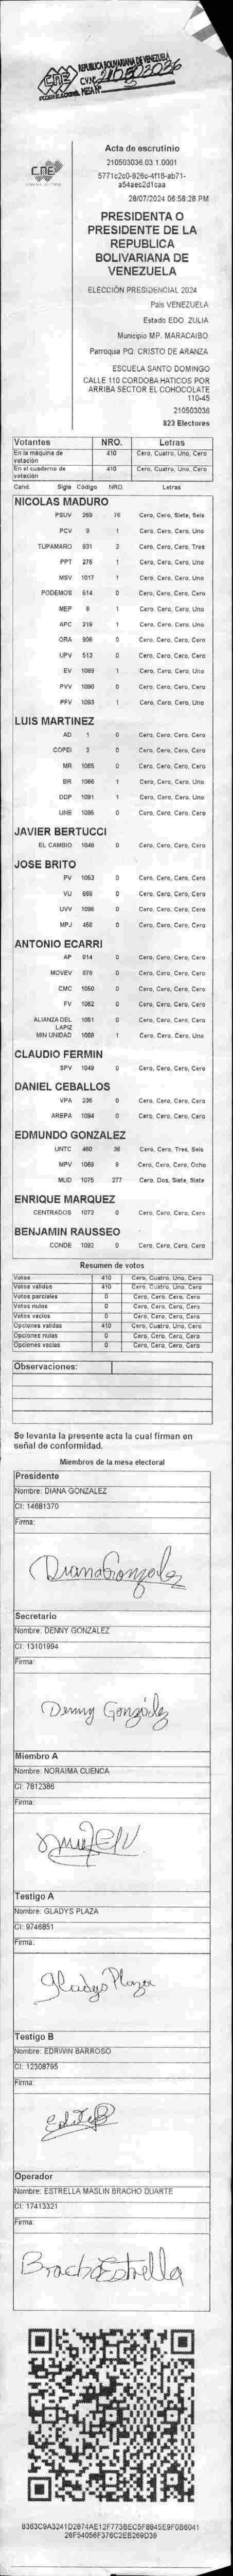 REPUBLICA BOLIVARIANA DE VENEZUELA
CNE
PODER ELECTORAL
CNE
Acta de escrutinio
210503036.03.1.0001
28/07/2024 06:58:28 PM
PRESIDENTA O
PRESIDENTE DE LA
REPUBLICA
BOLIVARIANA DE
VENEZUELA
ELECCIÓN PRESIDENCIAL 2024
País VENEZUELA
Estado EDO. ZULIA
Municipio MP. MARACAIBO
Parroquia PQ. CRISTO DE ARANZA
ESCUELA SANTO DOMINGO
CALLE 110 CORDOBA HATICOS POR
ARRIBA SECTOR EL COHOCOLATE
110-45
210503036
823 Electores
Votantes NRO. Letras
En la máquina de votación 410 Cero, Cuatro, Uno, Cero
En el cuaderno de votación 410 Cero, Cuatro, Uno, Cero
Cand. Sigla Código NRO. Letras
NICOLAS MADURO
PSUV 269 76 Cero, Cero, Siete, Seis
PCV 9 1 Cero, Cero, Cero, Uno
TUPAMARO 931 3 Cero, Cero, Cero, Tres
PPT 276 1 Cero, Cero, Cero, Uno
MSV 1017 1 Cero, Cero, Cero, Uno
PODEMOS 514 0 Cero, Cero, Cero, Cero
MEP 6 1 Cero, Cero, Cero, Uno
APC 219 1 Cero, Cero, Cero, Uno
ORA 906 0 Cero, Cero, Cero, Cero
UPV 513 0 Cero, Cero, Cero, Cero
EV 1089 1 Cero, Cero, Cero, Uno
PVV 1090 0 Cero, Cero, Cero, Cero
PFV 1093 1 Cero, Cero, Cero, Uno
LUIS MARTINEZ
AD 1 0 Cero, Cero, Cero, Cero
COPEI 2 0 Cero, Cero, Cero, Cero
MR 1065 0 Cero, Cero, Cero, Cero
BR 1066 1 Cero, Cero, Cero, Uno
DDP 1091 1 Cero, Cero, Cero, Uno
UNE 1095 0 Cero, Cero, Cero, Cero
JAVIER BERTUCCI
EL CAMBIO 1048 0 Cero, Cero, Cero, Cero
JOSE BRITO
PV 1053 0 Cero, Cero, Cero, Cero
VU 866 0 Cero, Cero, Cero, Cero
UVV 1096 0 Cero, Cero, Cero, Cero
MPJ 458 0 Cero, Cero, Cero, Cero
ANTONIO ECARRI
AP 814 0 Cero, Cero, Cero, Cero
MOVEV 878 0 Cero, Cero, Cero, Cero
CMC 1050 0 Cero, Cero, Cero, Cero
FV 1052 0 Cero, Cero, Cero, Cero
ALIANZA DEL LAPIZ 1051 0 Cero, Cero, Cero, Cero
MIN UNIDAD 1058 1 Cero, Cero, Cero, Uno
CLAUDIO FERMIN
SPV 1049 0 Cero, Cero, Cero, Cero
DANIEL CEBALLOS
VPA 236 0 Cero, Cero, Cero, Cero
AREPA 1094 0 Cero, Cero, Cero, Cero
EDMUNDO GONZALEZ
UNTC 460 36 Cero, Cero, Tres, Seis
MPV 1069 8 Cero, Cero, Cero, Ocho
MUD 1075 277 Cero, Dos, Siete, Siete
ENRIQUE MARQUEZ
CENTRADOS 1073 0 Cero, Cero, Cero, Cero
BENJAMIN RAUSSEO
CONDE 1092 0 Cero, Cero, Cero, Cero
Resumen de votos
Votos 410 Cero, Cuatro, Uno, Cero
Votos validos 410 Cero, Cuatro, Uno, Cero
Votos parciales 0 Cero, Cero, Cero, Cero
Votos nulos 0 Cero, Cero, Cero, Cero
Votos vacios 0 Cero, Cero, Cero, Cero
Opciones validas 410 Cero, Cuatro, Uno, Cero
Opciones nulas 0 Cero, Cero, Cero, Cero
Opciones vacias 0 Cero, Cero, Cero, Cero
Observaciones:
Se levanta la presente acta la cual firman en
señal de conformidad.
Miembros de la mesa electoral
Presidente
Nombre: DIANA GONZALEZ
CI: 14681370
Firma:
Diana Gonzalez
Secretario
Nombre: DENNY GONZALEZ
CI: 13101994
Firma:
Denny González
Miembro A
Nombre: NORAIMA CUENCA
CI: 7812386
Firma:
Testigo A
Nombre: GLADYS PLAZA
CI: 9746851
Firma:
Gladys Plaza
Testigo B
Nombre: EDRWIN BARROSO
CI: 12308795
Firma:
Operador
Nombre: ESTRELLA MASLIN BRACHO DUARTE
CI: 17413321
Firma:
Bracho Estrella